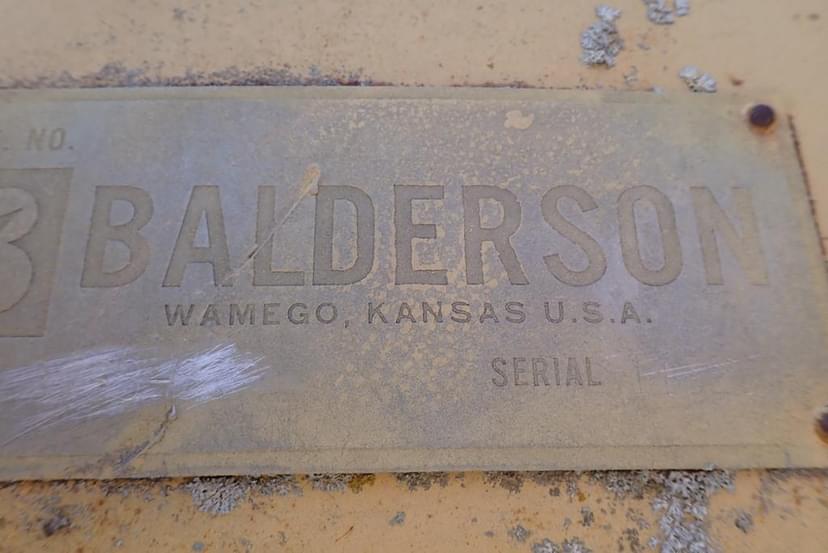 NO.
B
BALDERSON
WAMEGO, KANSAS U.S.A.
SERIAL